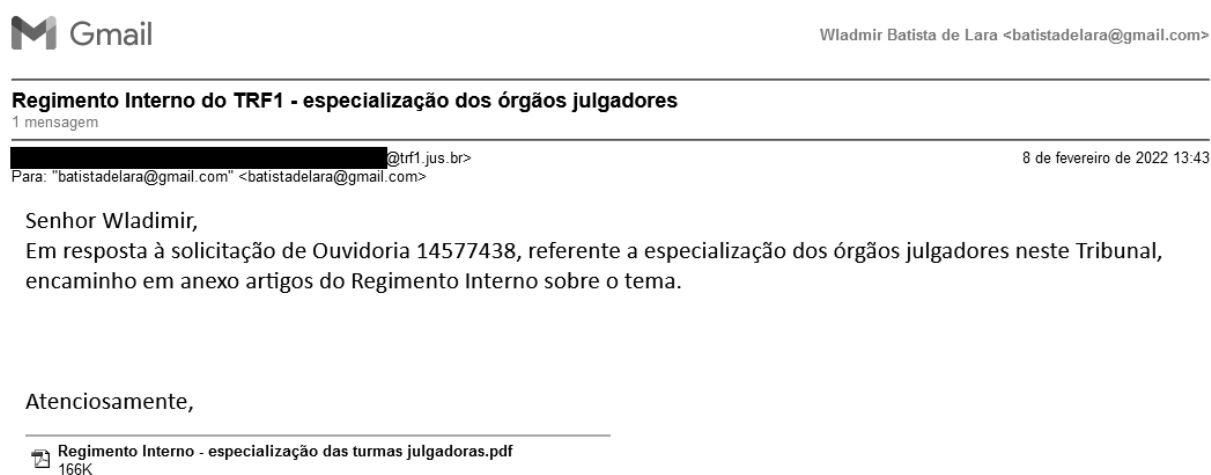 Gmail
Wladmir Batista de Lara <batistadelara@gmail.com>
Regimento Interno do TRF1 - especialização dos órgãos julgadores
1 mensagem
@trf1.jus.br>
8 de fevereiro de 2022 13:43
Para: "batistadelara@gmail.com" <batistadelara@gmail.com>
Senhor Wladimir,
Em resposta à solicitação de Ouvidoria 14577438, referente a especialização dos órgãos julgadores neste Tribunal,
encaminho em anexo artigos do Regimento Interno sobre o tema.
Atenciosamente,
Regimento Interno - especialização das turmas julgadoras.pdf
166K